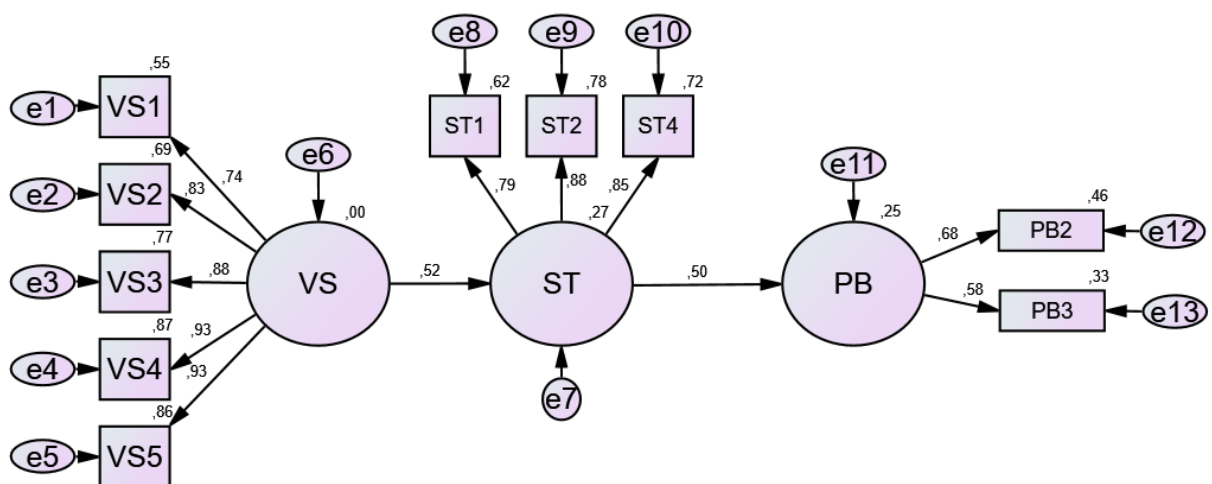 e8
e9
e10
,62
,78
,72
ST1
ST2
ST4
,79
,88
,85
,55
e1
VS1
,74
,69
e2
VS2
,83
,77
e3
VS3
,88
,87
e4
VS4
,93
,93
,86
e5
VS5
e6
,00
VS
,52
,27
ST
e7
,50
e11
,25
PB
,68
,46
PB2
e12
,58
,33
PB3
e13